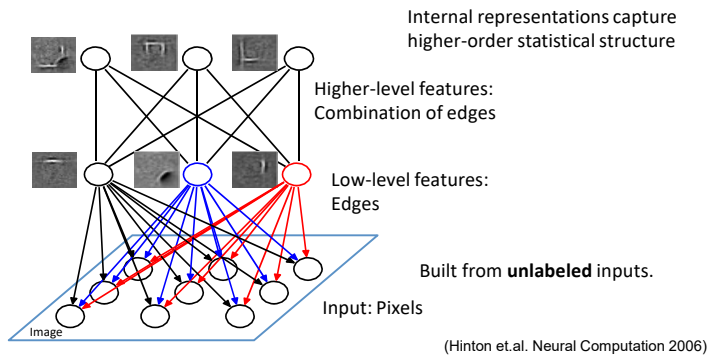 Internal representations capture
higher-order statistical structure
Higher-level features:
Combination of edges
Low-level features:
Edges
Built from unlabeled inputs.
Input: Pixels
Image
(Hinton et.al. Neural Computation 2006)